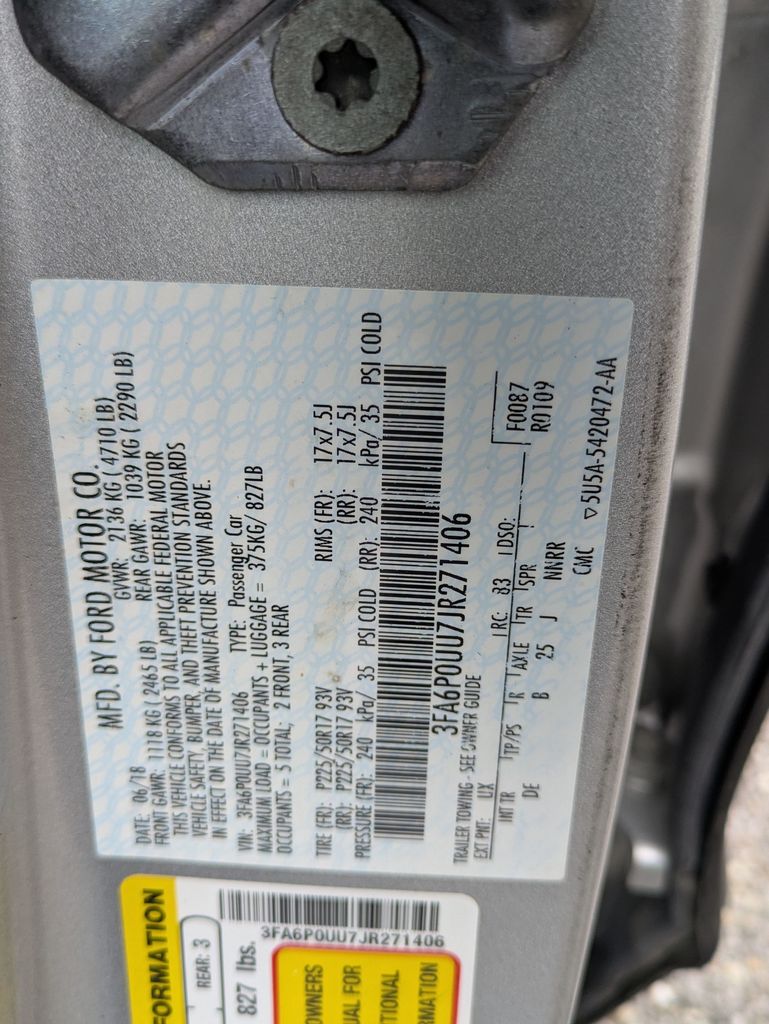 MFD. BY FORD MOTOR CO.
DATE: 06/18 GVWR: 2136 KG ( 4710 LB)
FRONT GAWR: 1118 KG ( 2465 LB) REAR GAWR: 1039 KG ( 2290 LB)
THIS VEHICLE CONFORMS TO ALL APPLICABLE FEDERAL MOTOR
VEHICLE SAFETY, BUMPER, AND THEFT PREVENTION STANDARDS
IN EFFECT ON THE DATE OF MANUFACTURE SHOWN ABOVE.
VIN: 3FA6P0UU7JR271406 TYPE: Passenger Car
MAXIMUM LOAD = OCCUPANTS + LUGGAGE = 375KG/ 827LB
OCCUPANTS = 5 TOTAL; 2 FRONT, 3 REAR
TIRE (FR): P225/50R17 93V RIMS (FR): 17x7.5J
(RR): P225/50R17 93V (RR): 17x7.5J
PRESSURE (FR): 240 kPa/ 35 PSI COLD (RR): 240 kPa/ 35 PSI COLD
3FA6P0UU7JR271406
TRAILER TOWING - SEE OWNER GUIDE
EXT PNT: UX RC: 83 DSO: F0087
INT TR TP/PS R AXLE TR SPR R0109
DE B 25 J NNRR
CMC ▽5U5A-5420472-AA
FORMATION
REAR: 3
827 lbs.
3FA6P0UU7JR271406
OWNERS
UAL FOR
TIONAL
RMATION